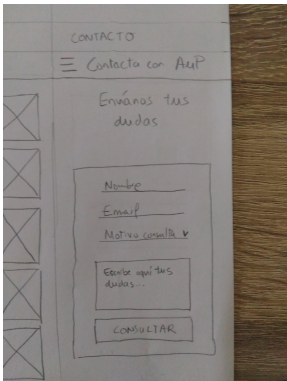 CONTACTO
Contacta con AuP
Envíanos tus
dudas
Nombre
Email
Motivo consulta
Escribe aquí tus
dudas...
CONSULTAR